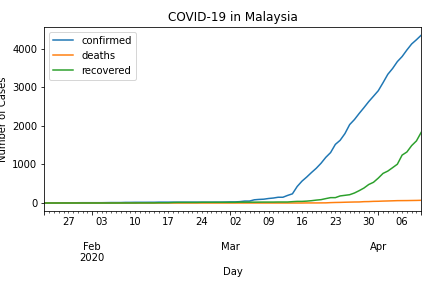 COVID-19 in Malaysia
confirmed
deaths
recovered
Number of Cases
4000
3000
2000
1000
0
27 03 10 17 24 02 09 16 23 30 06
Feb Mar Apr
2020
Day